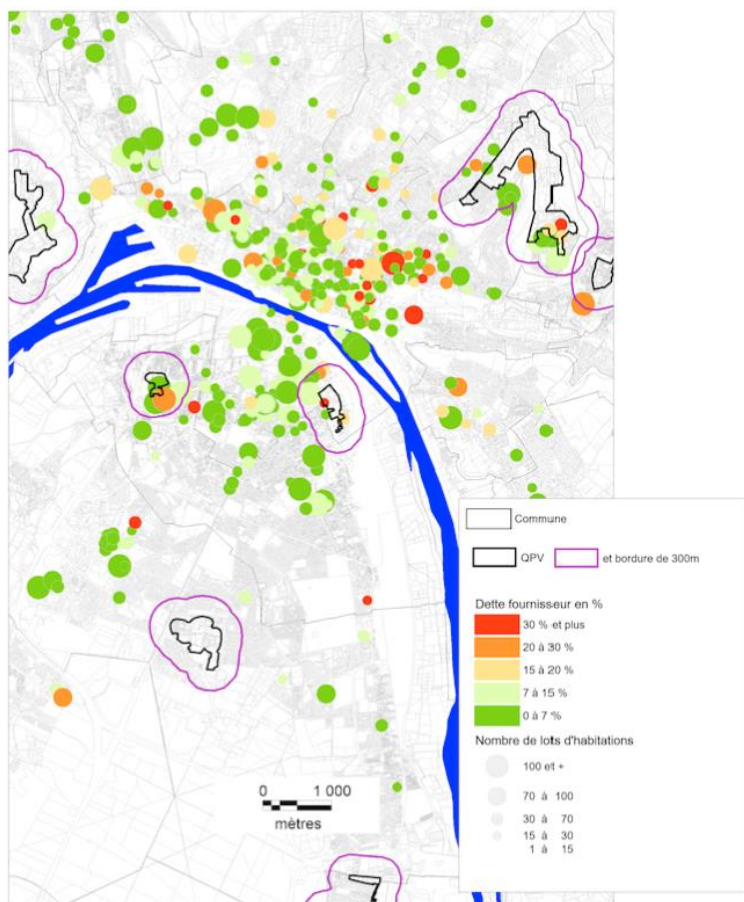 Commune
QPV et bordure de 300m
Dette fournisseur en %
30 % et plus
20 à 30 %
15 à 20 %
7 à 15 %
0 à 7 %
Nombre de lots d'habitations
100 et +
70 à 100
30 à 70
15 à 30
1 à 15
0 1 000
mètres